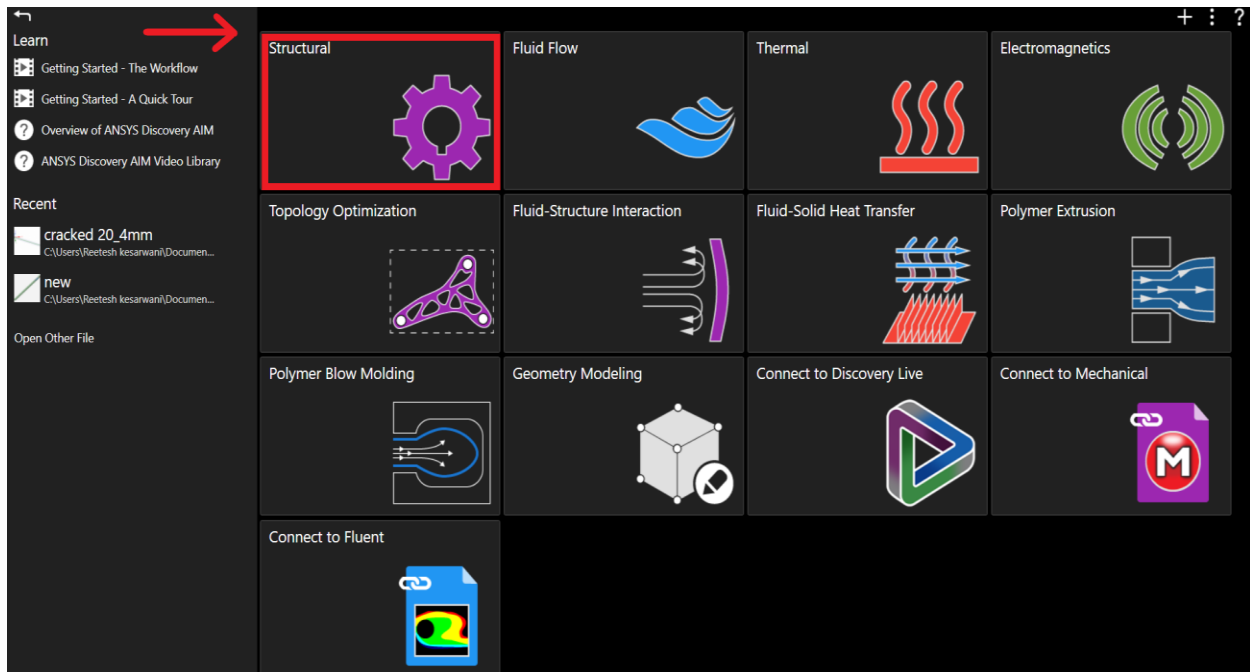 ?
Learn
Getting Started - The Workflow
Getting Started - A Quick Tour
? Overview of ANSYS Discovery AIM
? ANSYS Discovery AIM Video Library
Recent
cracked 20_4mm
C:\Users\Reetesh kesarwani\Documen...
new
C:\Users\Reetesh kesarwani\Documen...
Open Other File
Structural
Fluid Flow
Thermal
Electromagnetics
Topology Optimization
Fluid-Structure Interaction
Fluid-Solid Heat Transfer
Polymer Extrusion
Polymer Blow Molding
Geometry Modeling
Connect to Discovery Live
Connect to Mechanical
M
Connect to Fluent